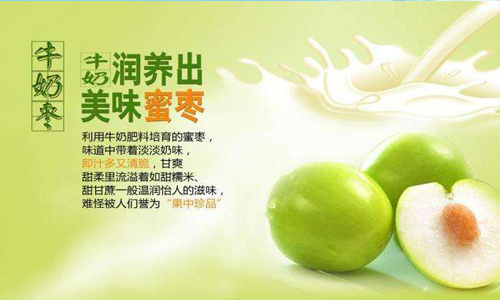 牛奶枣
牛奶润养出
美味蜜枣
利用牛奶肥料培育的蜜枣，
味道中带着淡淡奶味，
即汁多又清脆，甘爽
甜柔里流溢着如甜糯米、
甜甘蔗一般温润怡人的滋味，
难怪被人们誉为“果中珍品”